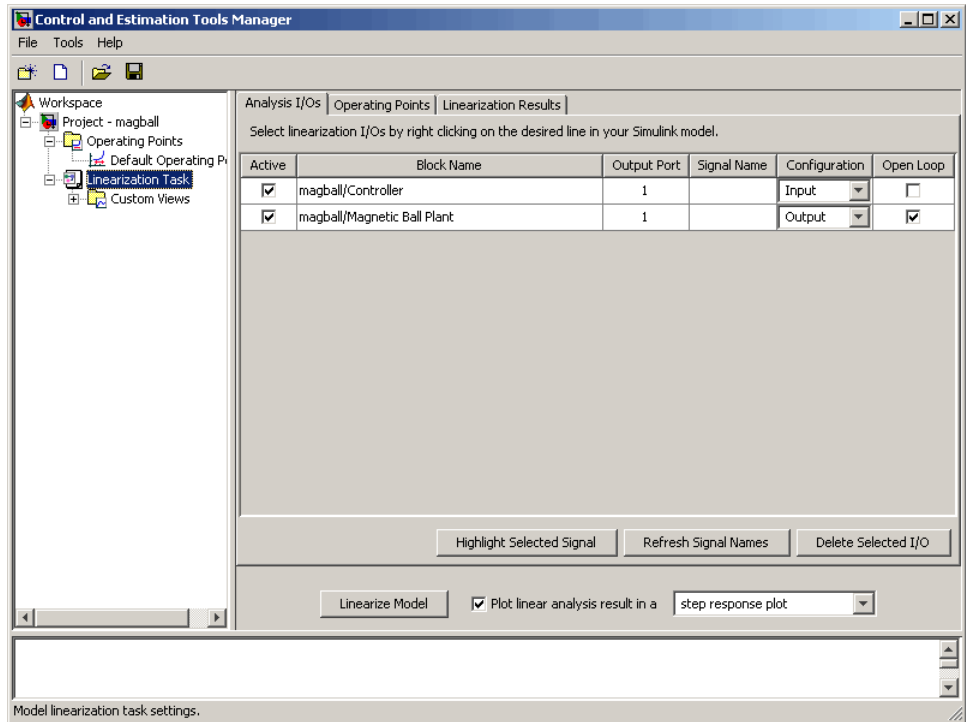 Control and Estimation Tools Manager
File Tools Help
Workspace
Project - magball
Operating Points
Default Operating P
Linearization Task
Custom Views
Analysis I/Os Operating Points Linearization Results
Select linearization I/Os by right clicking on the desired line in your Simulink model.
Active Block Name Output Port Signal Name Configuration Open Loop
magball/Controller 1 Input
magball/Magnetic Ball Plant 1 Output
Highlight Selected Signal Refresh Signal Names Delete Selected I/O
Linearize Model Plot linear analysis result in a step response plot
Model linearization task settings.